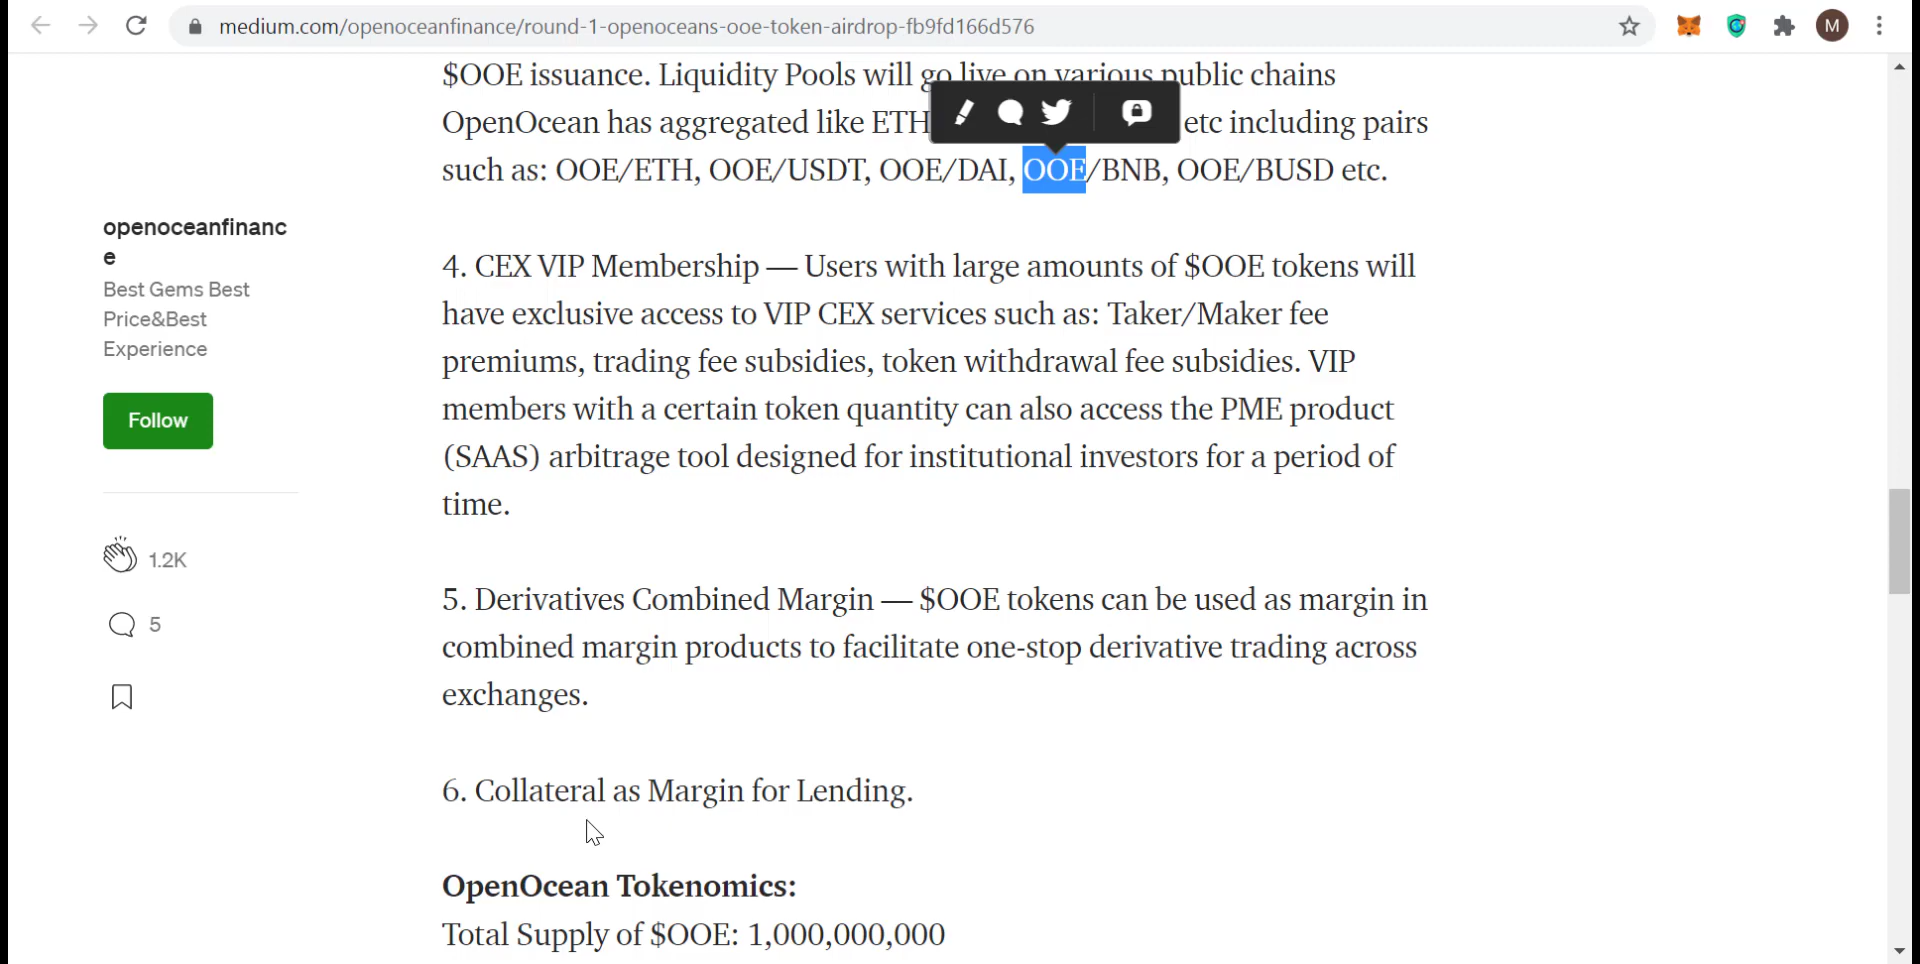 medium.com/openoceanfinance/round-1-openoceans-ooe-token-airdrop-fb9fd166d576
M
$OOE issuance. Liquidity Pools will go live on various public chains
OpenOcean has aggregated like ETH etc including pairs
such as: OOE/ETH, OOE/USDT, OOE/DAI, OOE/BNB, OOE/BUSD etc.
openoceanfinanc
e
Best Gems Best
Price&Best
Experience
Follow
1.2K
5
4. CEX VIP Membership — Users with large amounts of $OOE tokens will
have exclusive access to VIP CEX services such as: Taker/Maker fee
premiums, trading fee subsidies, token withdrawal fee subsidies. VIP
members with a certain token quantity can also access the PME product
(SAAS) arbitrage tool designed for institutional investors for a period of
time.
5. Derivatives Combined Margin — $OOE tokens can be used as margin in
combined margin products to facilitate one-stop derivative trading across
exchanges.
6. Collateral as Margin for Lending.
OpenOcean Tokenomics:
Total Supply of $OOE: 1,000,000,000